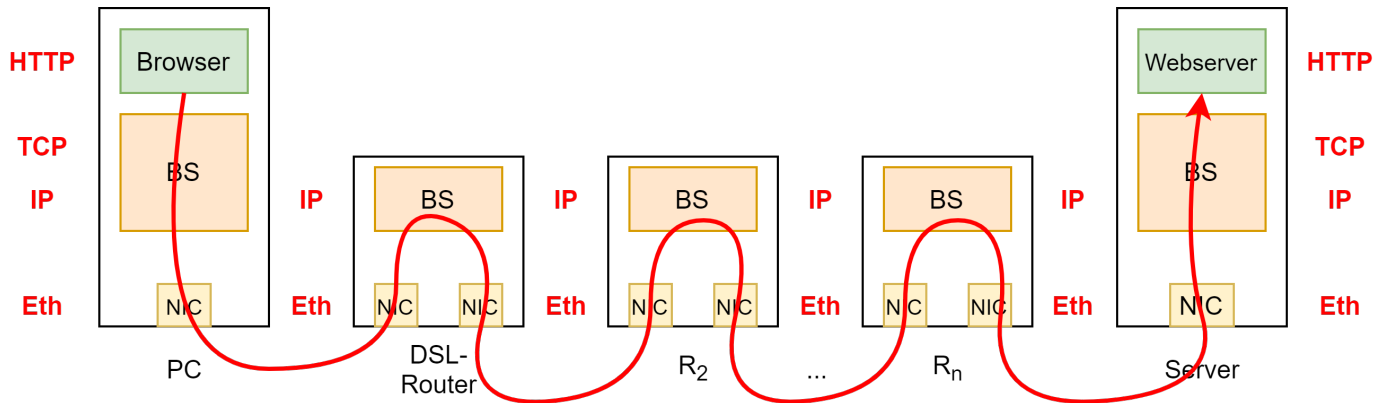 HTTP
Browser
Webserver
HTTP
TCP
BS
BS
TCP
IP
IP
BS
IP
BS
IP
BS
IP
IP
Eth
NIC
Eth
NIC
NIC
Eth
NIC
NIC
Eth
NIC
NIC
Eth
NIC
Eth
PC
DSL-
Router
R2
...
Rn
Server